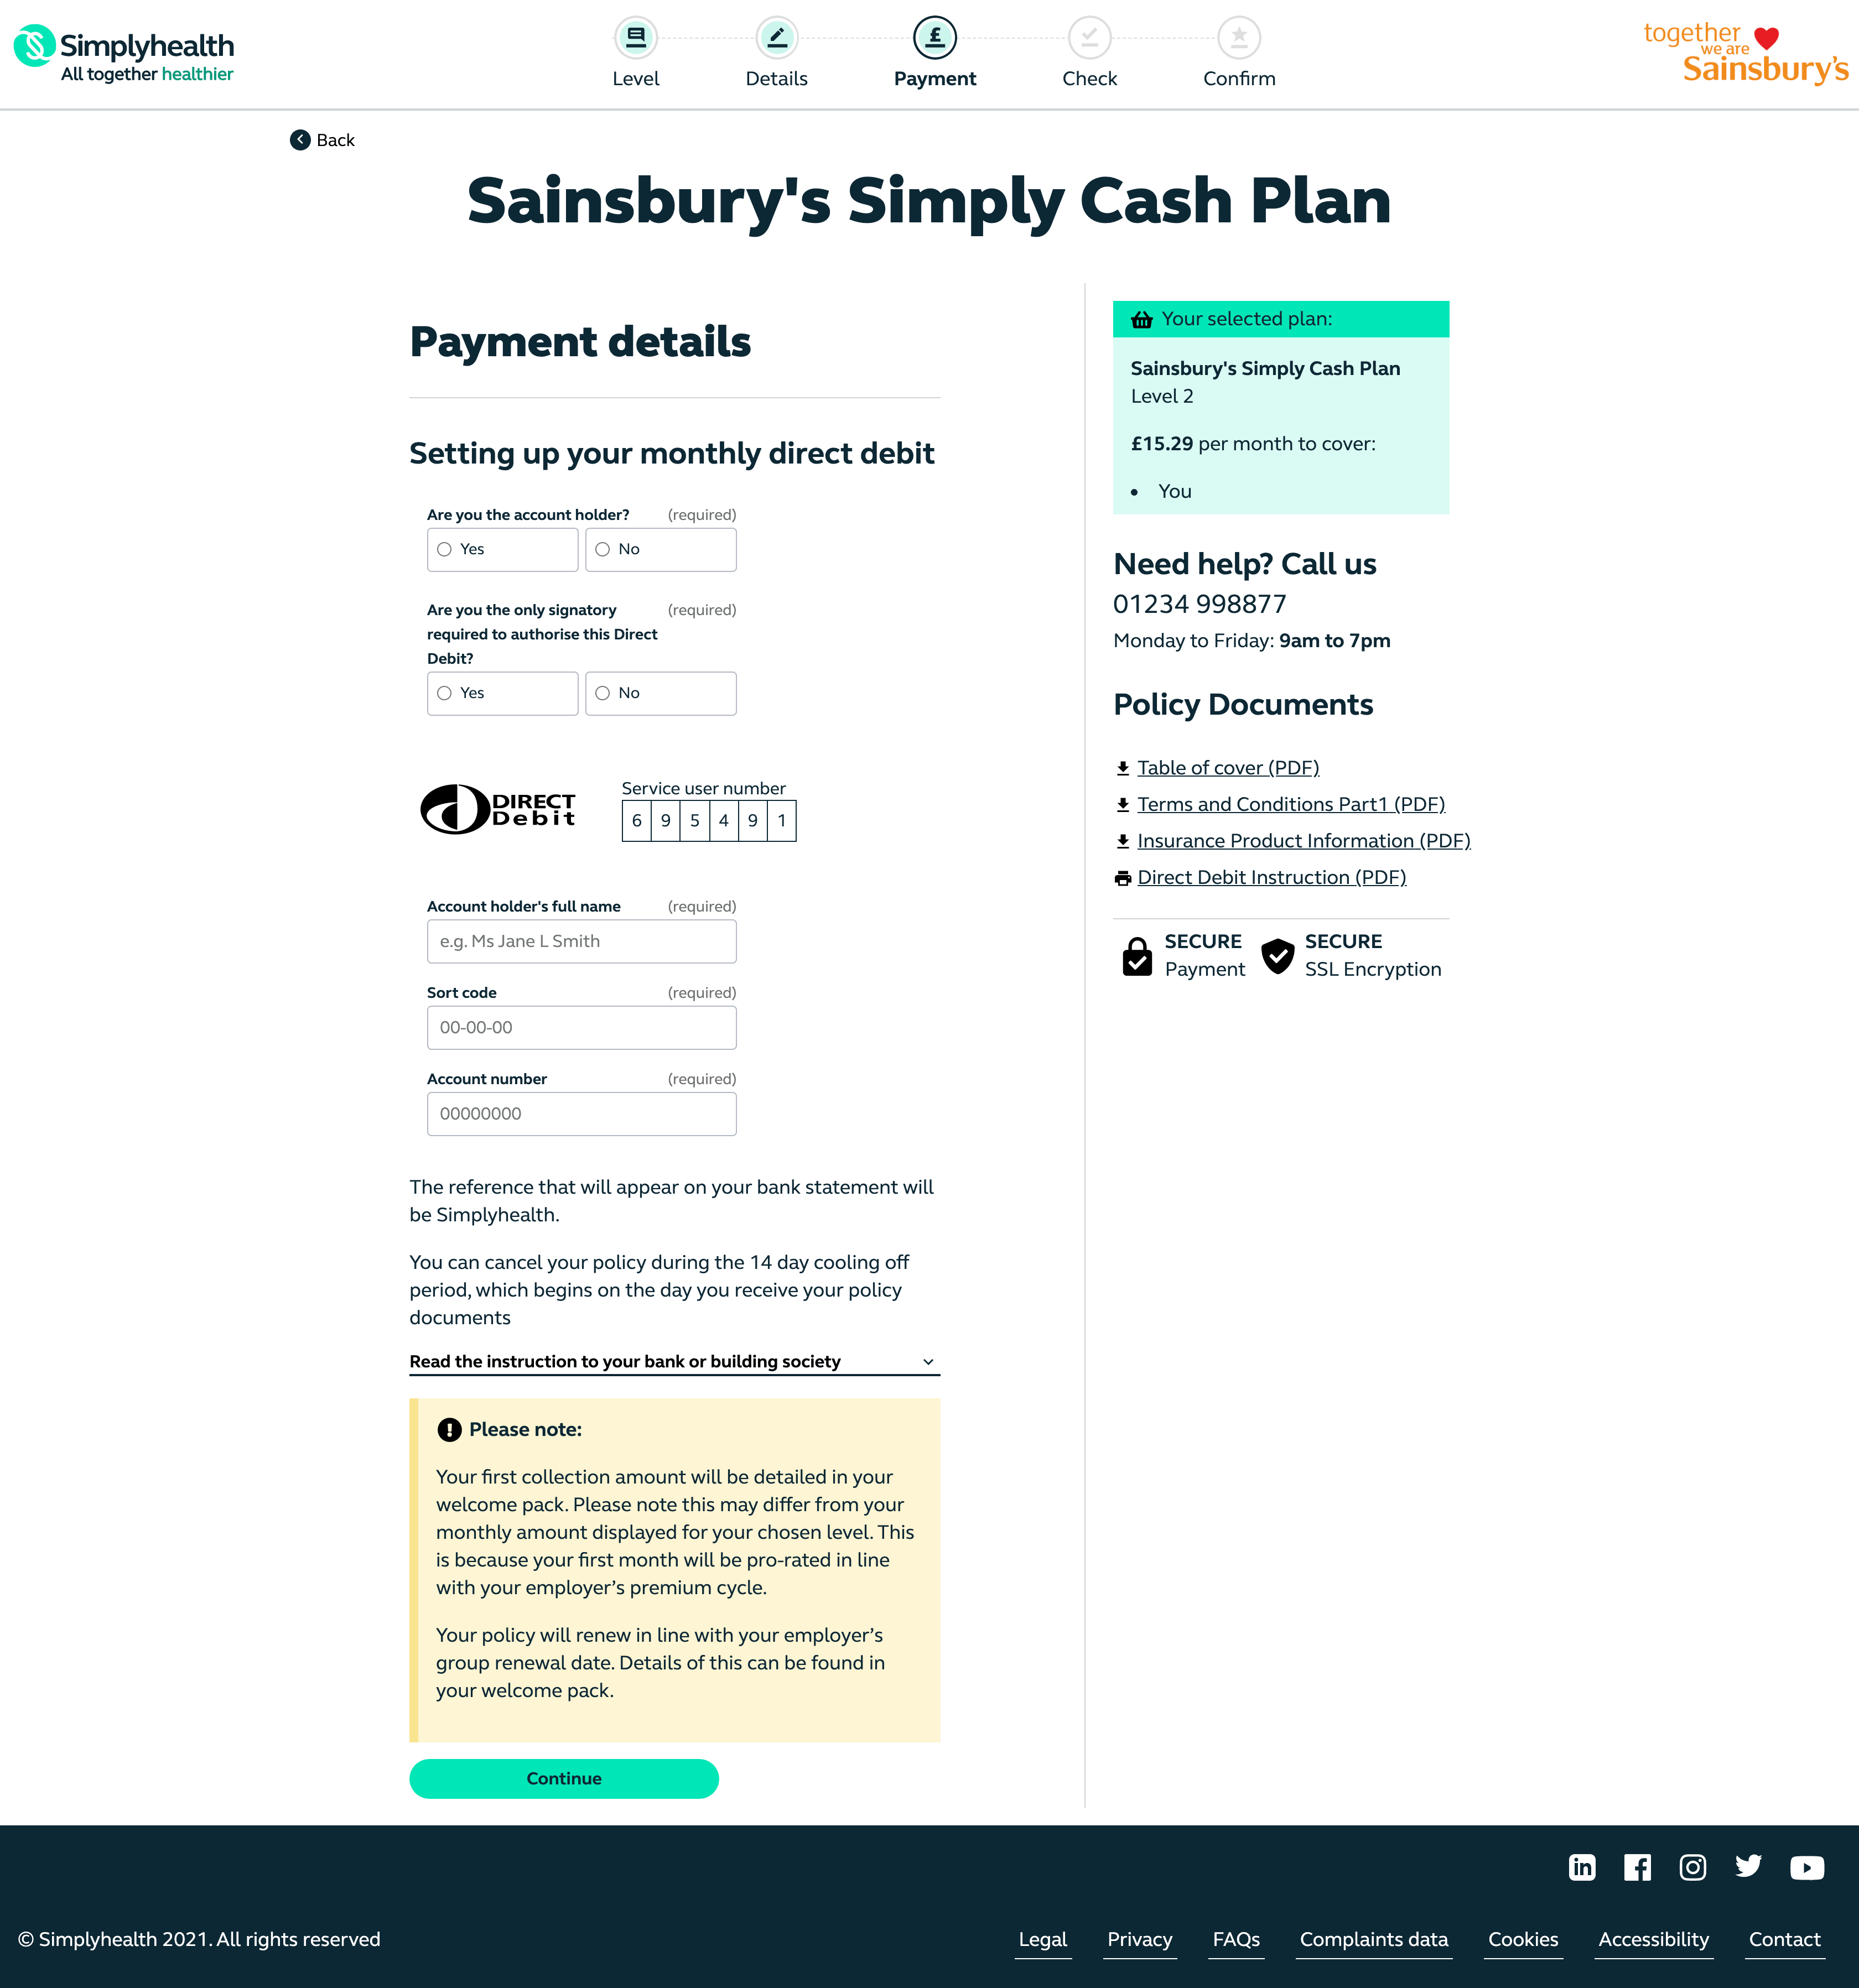 Simplyhealth
All together healthier
Level
Details
Payment
Check
Confirm
together
we are
Sainsbury's
Back
Sainsbury's Simply Cash Plan
Payment details
Setting up your monthly direct debit
Are you the account holder? (required)
Yes
No
Are you the only signatory (required)
required to authorise this Direct
Debit?
Yes
No
DIRECT
Debit
Service user number
6 9 5 4 9 1
Account holder's full name (required)
e.g. Ms Jane L Smith
Sort code (required)
00-00-00
Account number (required)
00000000
The reference that will appear on your bank statement will
be Simplyhealth.
You can cancel your policy during the 14 day cooling off
period, which begins on the day you receive your policy
documents
Read the instruction to your bank or building society
Please note:
Your first collection amount will be detailed in your
welcome pack. Please note this may differ from your
monthly amount displayed for your chosen level. This
is because your first month will be pro-rated in line
with your employer’s premium cycle.
Your policy will renew in line with your employer’s
group renewal date. Details of this can be found in
your welcome pack.
Continue
Your selected plan:
Sainsbury's Simply Cash Plan
Level 2
£15.29 per month to cover:
• You
Need help? Call us
01234 998877
Monday to Friday: 9am to 7pm
Policy Documents
Table of cover (PDF)
Terms and Conditions Part1 (PDF)
Insurance Product Information (PDF)
Direct Debit Instruction (PDF)
SECURE
Payment
SECURE
SSL Encryption
© Simplyhealth 2021. All rights reserved
Legal
Privacy
FAQs
Complaints data
Cookies
Accessibility
Contact